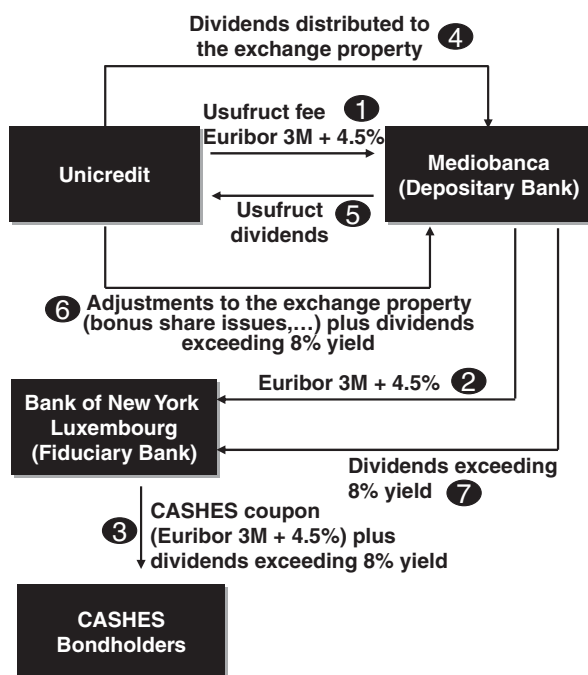 Dividends distributed to
the exchange property 4
Usufruct fee 1
Euribor 3M + 4.5%
Unicredit
Mediobanca
(Depositary Bank)
Usufruct 5
dividends
6 Adjustments to the exchange property
(bonus share issues,...) plus dividends
exceeding 8% yield
Euribor 3M + 4.5% 2
Bank of New York
Luxembourg
(Fiduciary Bank)
Dividends exceeding
8% yield 7
CASHES coupon
3 (Euribor 3M + 4.5%) plus
dividends exceeding 8% yield
CASHES
Bondholders